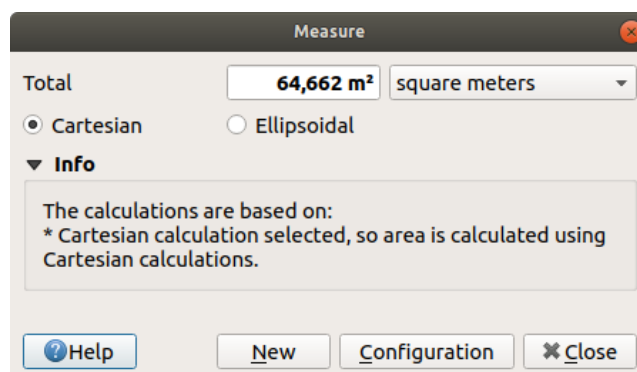 Measure
Total 64,662 m² square meters
Cartesian Ellipsoidal
Info
The calculations are based on:
* Cartesian calculation selected, so area is calculated using
Cartesian calculations.
Help New Configuration Close